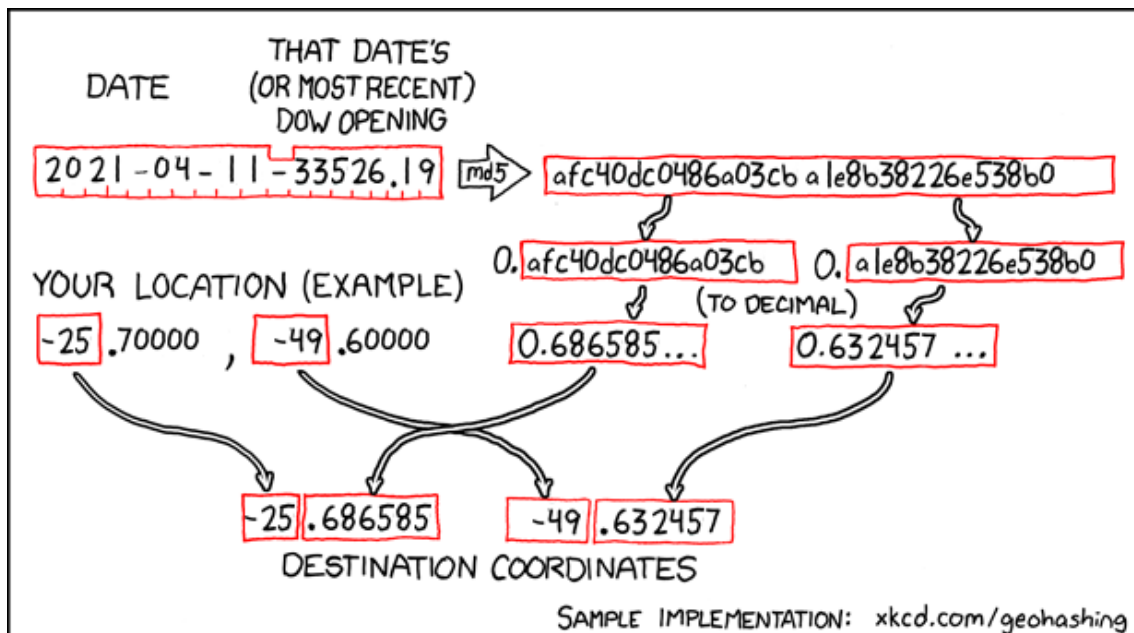 DATE
THAT DATE'S
(OR MOST RECENT)
DOW OPENING
2021-04-11-33526.19
md5
afc40dc0486a03cb a1e8b38226e538b0
0.afc40dc0486a03cb
0.a1e8b38226e538b0
YOUR LOCATION (EXAMPLE)
(TO DECIMAL)
-25.70000, -49.60000
0.686585...
0.632457...
-25.686585
-49.632457
DESTINATION COORDINATES
SAMPLE IMPLEMENTATION: xkcd.com/geohashing